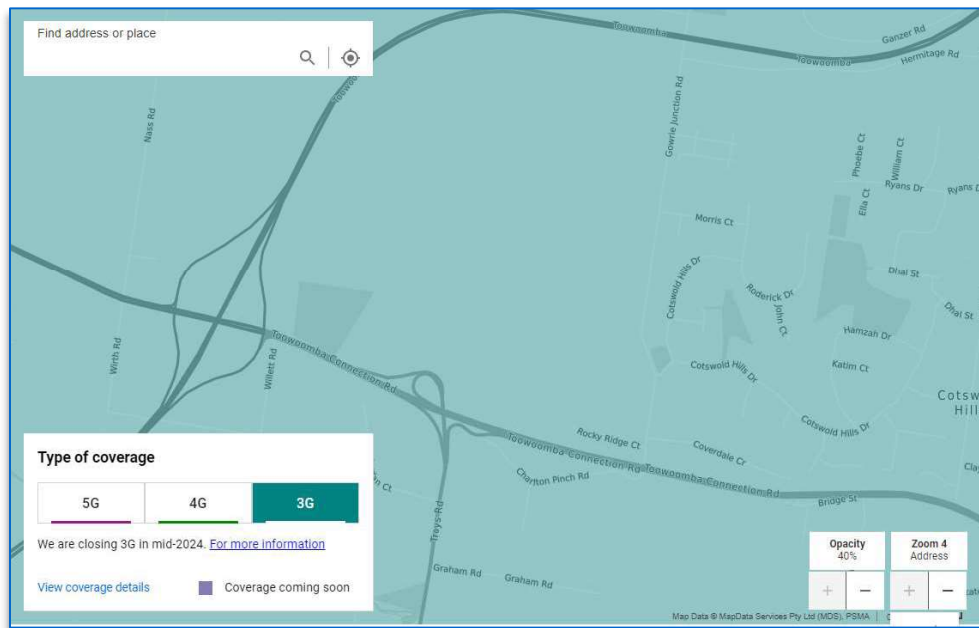 Find address or place
Toowoomba
Toowoomba
Ganzer Rd
Hermitage Rd
Nass Rd
Gowrie Junction Rd
Phoebe Ct
William Ct
Ryans Dr
Ryans
Ella Ct
Morris Ct
Cotswold Hills Dr
Roderick Dr
John Ct
Dhal St
Dhal St
Hamzah Dr
Katim Ct
Wirth Rd
Willett Rd
Toowoomba Connection Rd
Cotswold Hills Dr
Cotswold Hills Dr
Rocky Ridge Ct
Coverdale Cr
Toowoomba Connection Rd
Toowoomba Connection Rd
Charlton Pinch Rd
Bridge St
Trays Rd
Graham Rd
Graham Rd
Type of coverage
5G 4G 3G
We are closing 3G in mid-2024. For more information
View coverage details
Coverage coming soon
Opacity
40%
Zoom 4
Address
+ − + −
Map Data © MapData Services Pty Ltd (MDS), PSMA